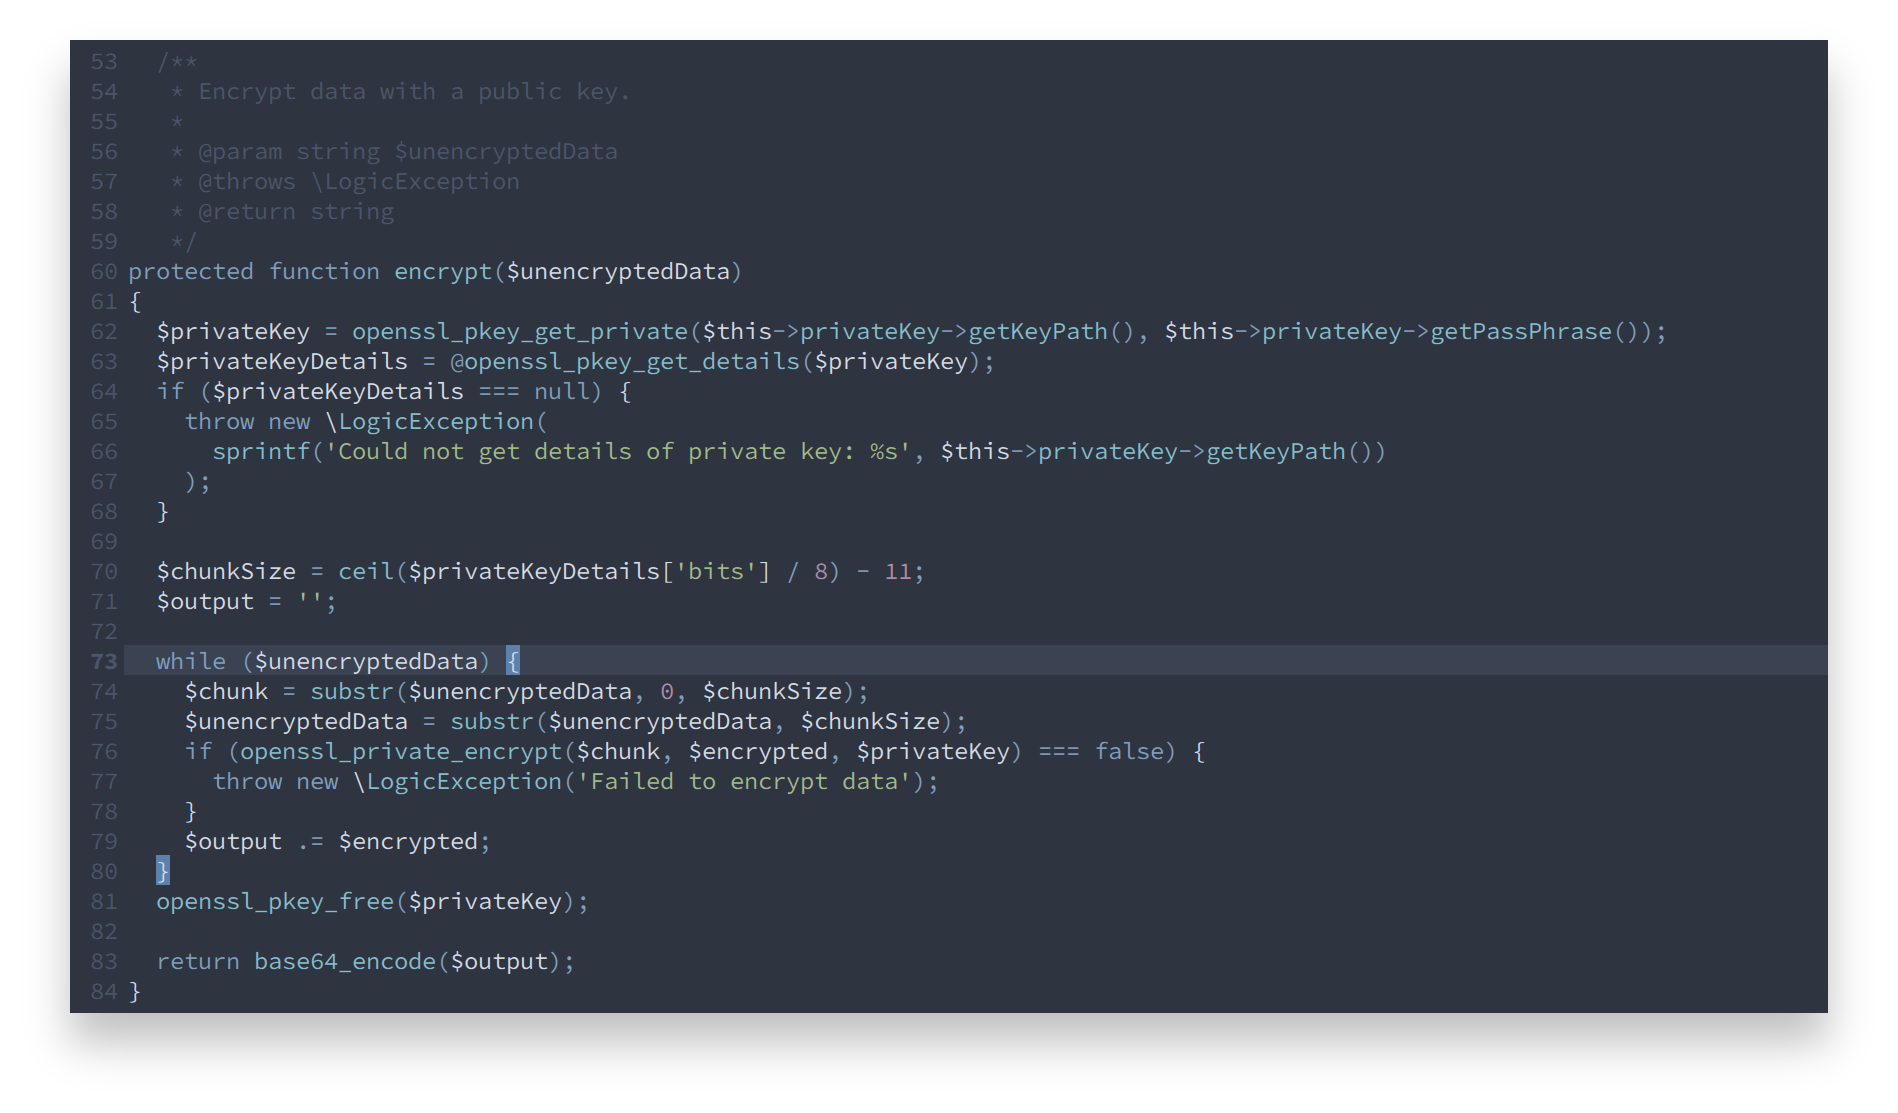 53   /**
54    * Encrypt data with a public key.
55    *
56    * @param string $unencryptedData
57    * @throws \LogicException
58    * @return string
59    */
60 protected function encrypt($unencryptedData)
61 {
62   $privateKey = openssl_pkey_get_private($this->privateKey->getKeyPath(), $this->privateKey->getPassPhrase());
63   $privateKeyDetails = @openssl_pkey_get_details($privateKey);
64   if ($privateKeyDetails === null) {
65     throw new \LogicException(
66       sprintf('Could not get details of private key: %s', $this->privateKey->getKeyPath())
67     );
68   }
69
70   $chunkSize = ceil($privateKeyDetails['bits'] / 8) - 11;
71   $output = '';
72
73   while ($unencryptedData) {
74     $chunk = substr($unencryptedData, 0, $chunkSize);
75     $unencryptedData = substr($unencryptedData, $chunkSize);
76     if (openssl_private_encrypt($chunk, $encrypted, $privateKey) === false) {
77       throw new \LogicException('Failed to encrypt data');
78     }
79     $output .= $encrypted;
80   }
81   openssl_pkey_free($privateKey);
82
83   return base64_encode($output);
84 }